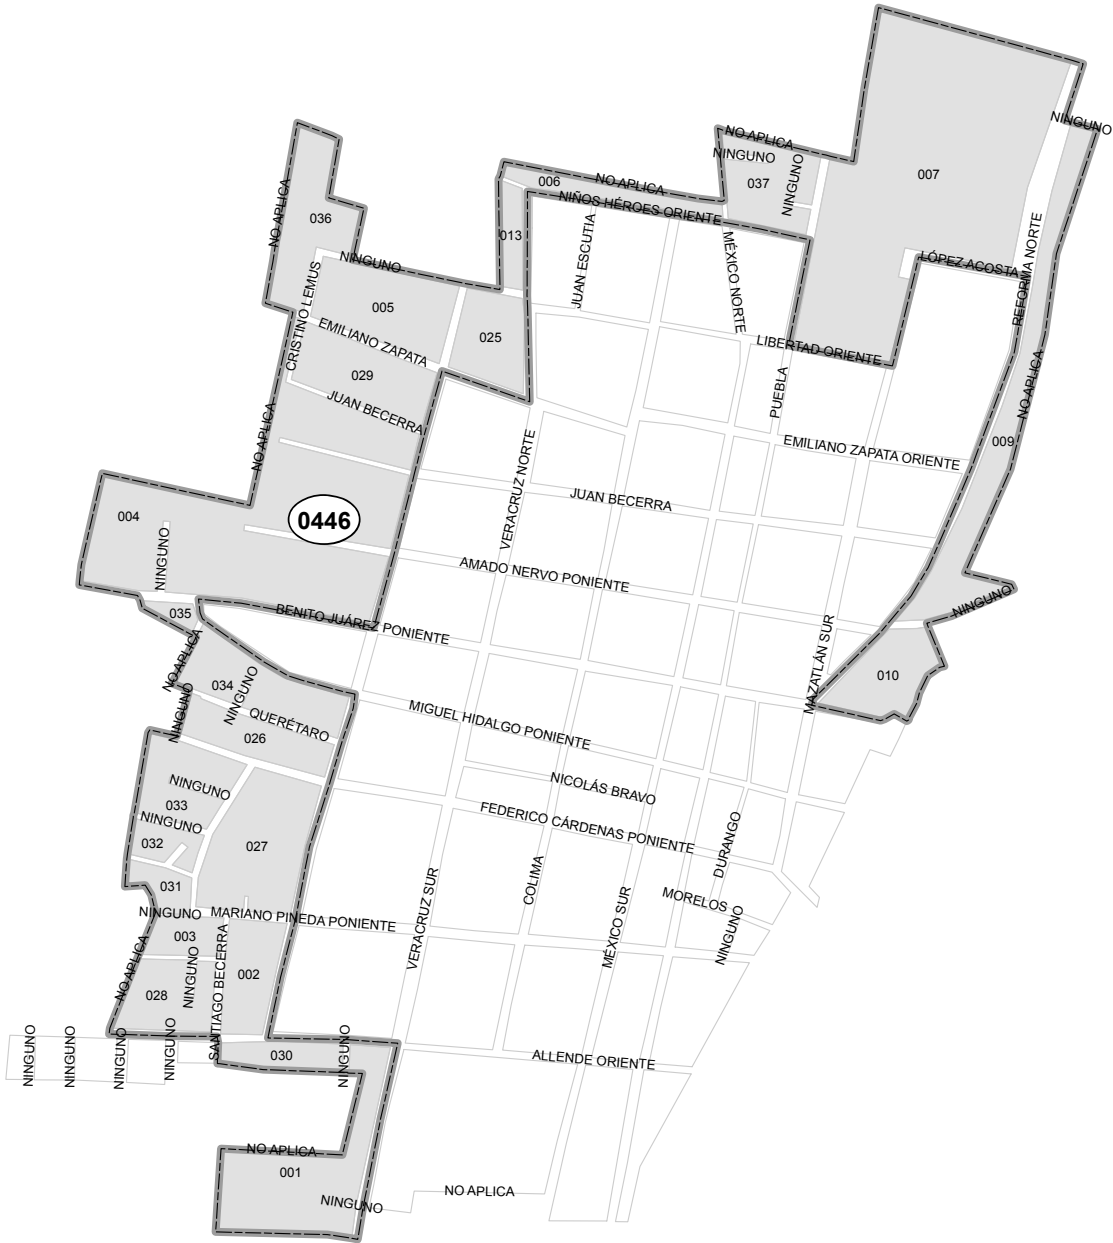 NINGUNO
NO APLICA
NINGUNO
037
NINGUNO
007
006
NO APLICA
NIÑOS HÉROES ORIENTE
036
NO APLICA
013
JUAN ESCUTIA
MÉXICO NORTE
REFORMA NORTE
LÓPEZ ACOSTA
NINGUNO
CRISTINO LEMUS
005
EMILIANO ZAPATA
025
LIBERTAD ORIENTE
029
JUAN BECERRA
PUEBLA
NO APLICA
NO APLICA
009
VERACRUZ NORTE
EMILIANO ZAPATA ORIENTE
JUAN BECERRA
004
0446
NINGUNO
AMADO NERVO PONIENTE
NINGUNO
035
BENITO JUÁREZ PONIENTE
NO APLICA
MAZATLÁN SUR
010
034
NINGUNO
NINGUNO
QUERÉTARO
026
MIGUEL HIDALGO PONIENTE
NINGUNO
033
NICOLÁS BRAVO
NINGUNO
032
027
FEDERICO CÁRDENAS PONIENTE
DURANGO
031
COLIMA
MORELOS
NINGUNO
MARIANO PINEDA PONIENTE
VERACRUZ SUR
MÉXICO SUR
NINGUNO
003
NO APLICA
NINGUNO
SANTIAGO BECERRA
002
028
NINGUNO
NINGUNO
NINGUNO
NINGUNO
030
NINGUNO
ALLENDE ORIENTE
NO APLICA
001
NINGUNO
NO APLICA